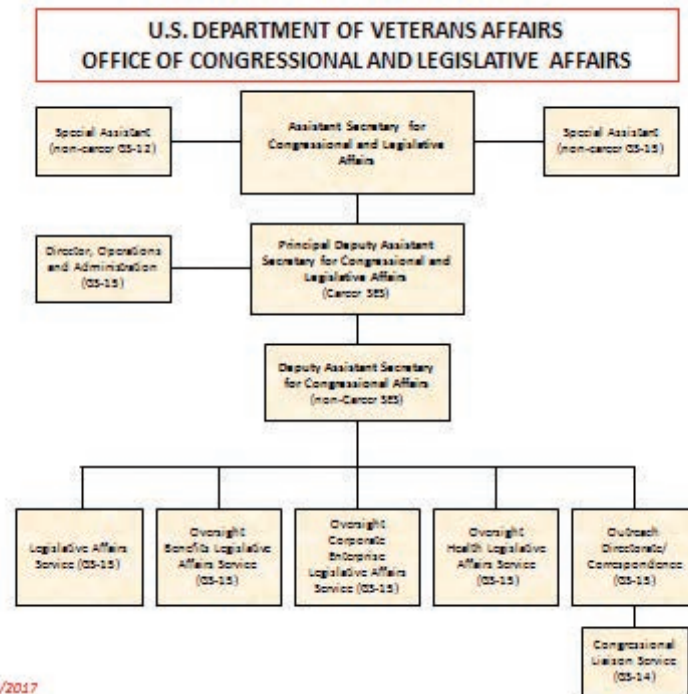 U.S. DEPARTMENT OF VETERANS AFFAIRS
OFFICE OF CONGRESSIONAL AND LEGISLATIVE AFFAIRS
Special Assistant
(non-career GS-12)
Assistant Secretary for
Congressional and Legislative
Affairs
Special Assistant
(non-career GS-15)
Director, Operations
and Administration
(GS-15)
Principal Deputy Assistant
Secretary for Congressional and
Legislative Affairs
(Career SES)
Deputy Assistant Secretary
for Congressional Affairs
(non-Career SES)
Legislative Affairs
Service (GS-15)
Oversight
Benefits Legislative
Affairs Service
(GS-15)
Oversight
Corporate
Enterprise
Legislative Affairs
Service (GS-15)
Oversight
Health Legislative
Affairs Service
(GS-15)
Outreach
Directorate/
Correspondence
(GS-15)
Congressional
Liaison Service
(GS-14)
/2017